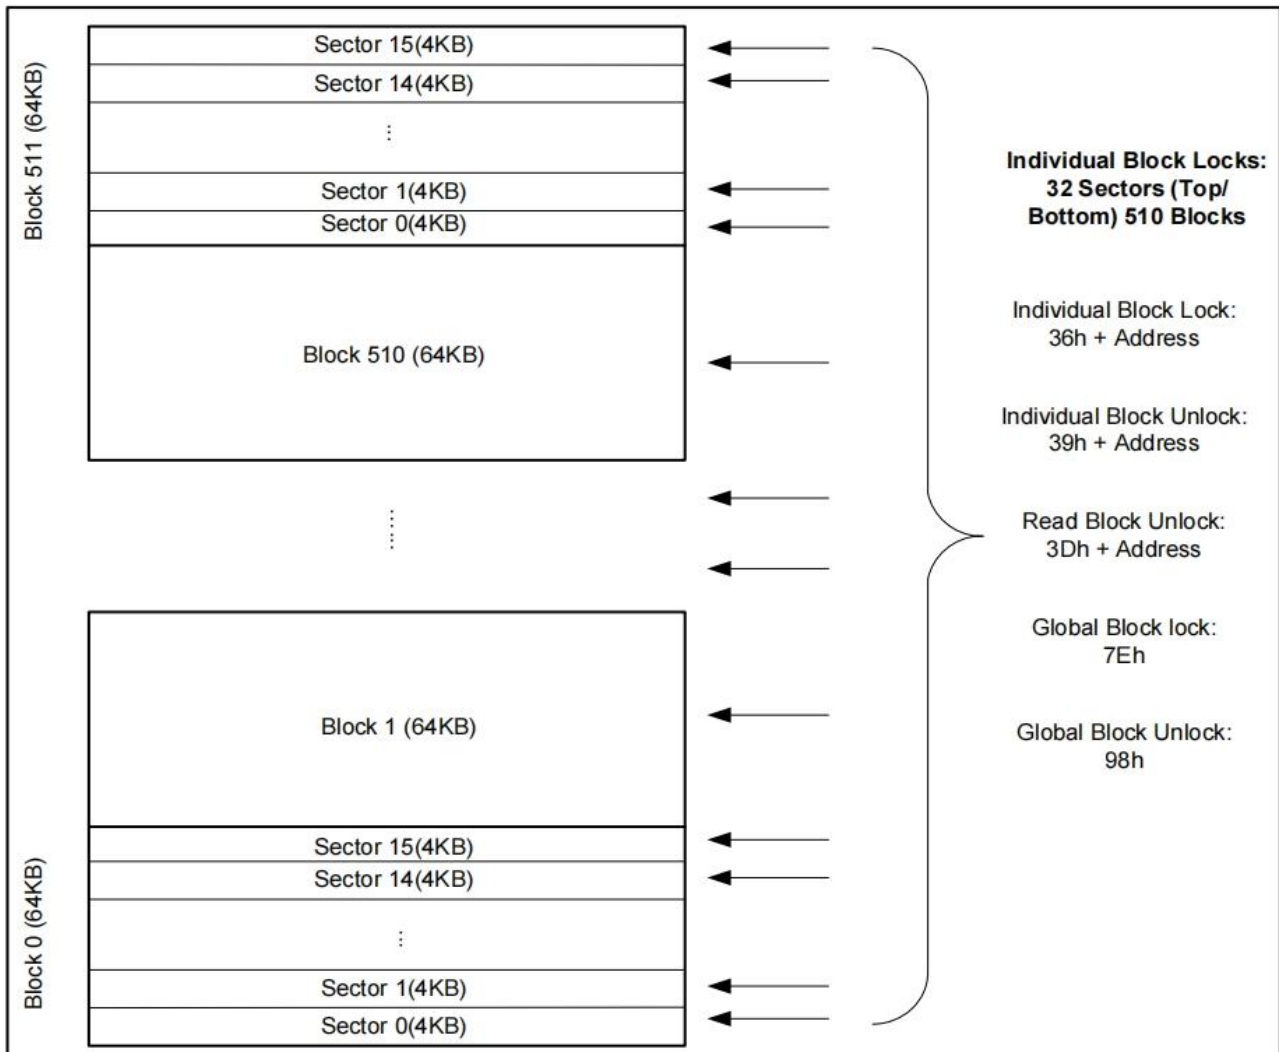 Block 511 (64KB)
Sector 15(4KB)
Sector 14(4KB)
⋮
Sector 1(4KB)
Sector 0(4KB)
Block 510 (64KB)
Block 1 (64KB)
Block 0 (64KB)
Sector 15(4KB)
Sector 14(4KB)
⋮
Sector 1(4KB)
Sector 0(4KB)
Individual Block Locks:
32 Sectors (Top/
Bottom) 510 Blocks
Individual Block Lock:
36h + Address
Individual Block Unlock:
39h + Address
Read Block Unlock:
3Dh + Address
Global Block lock:
7Eh
Global Block Unlock:
98h